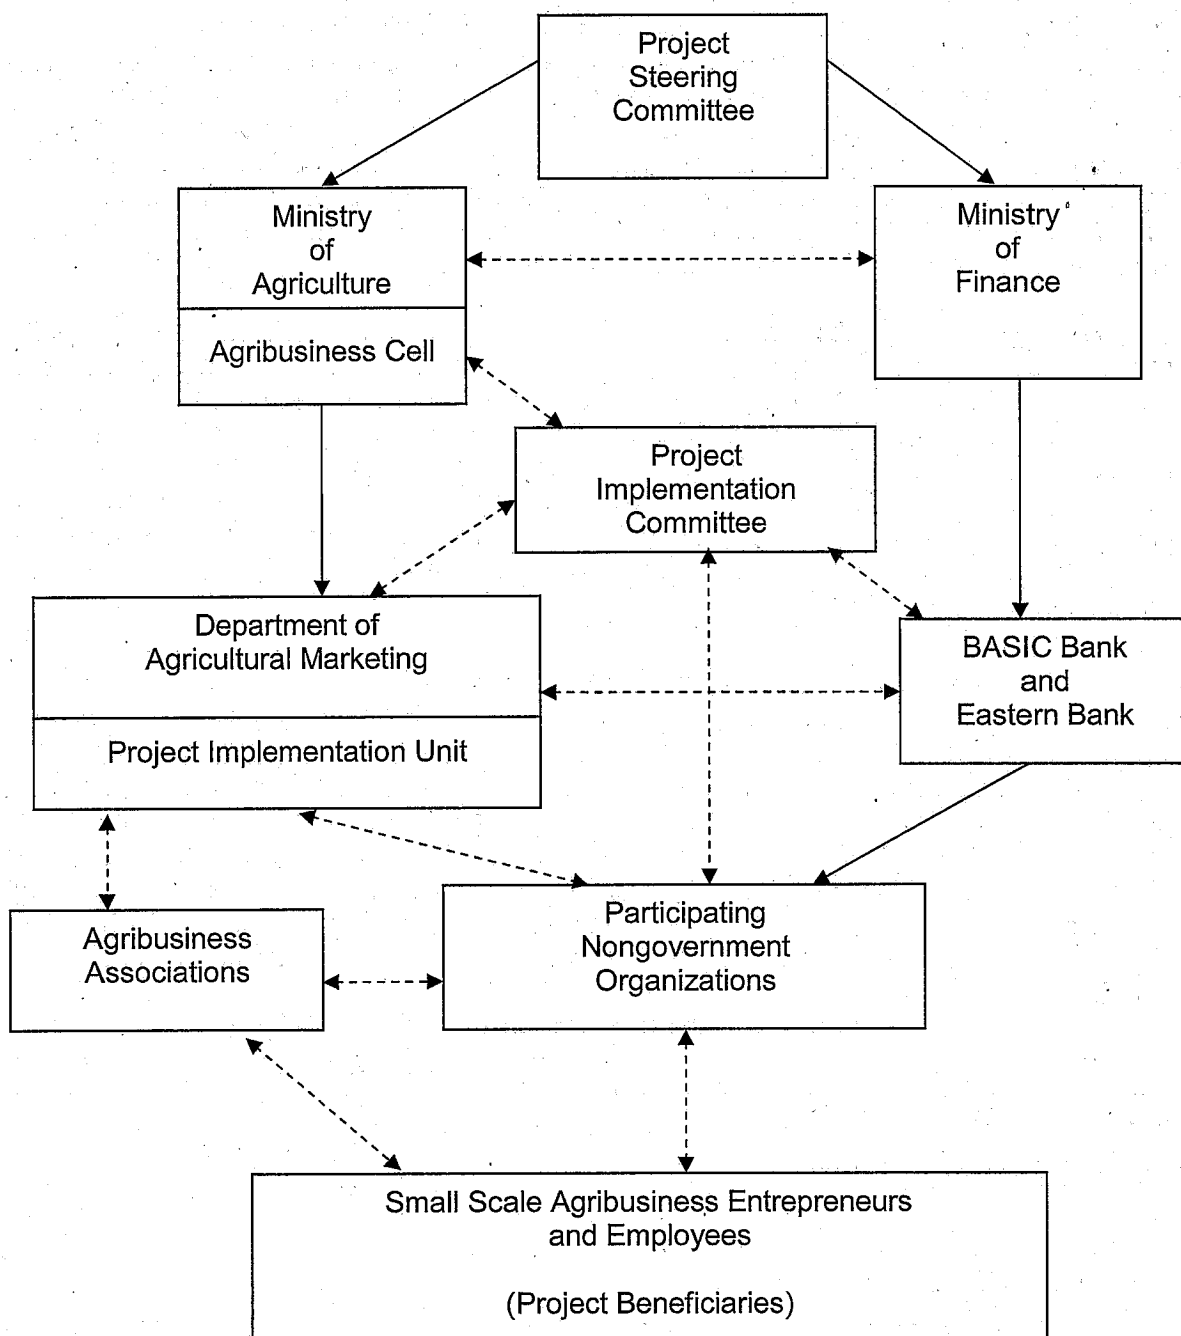 Project
Steering
Committee
Ministry
of
Agriculture
Agribusiness Cell
Ministry
of
Finance
Project
Implementation
Committee
Department of
Agricultural Marketing
Project Implementation Unit
BASIC Bank
and
Eastern Bank
Agribusiness
Associations
Participating
Nongovernment
Organizations
Small Scale Agribusiness Entrepreneurs
and Employees
(Project Beneficiaries)